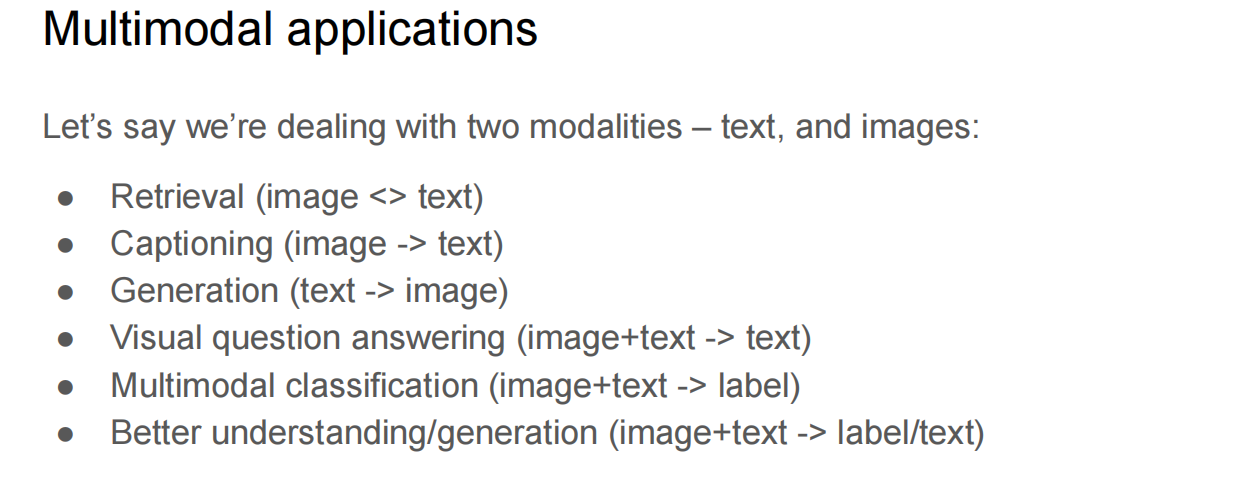 Multimodal applications
Let’s say we’re dealing with two modalities – text, and images:
● Retrieval (image <> text)
● Captioning (image -> text)
● Generation (text -> image)
● Visual question answering (image+text -> text)
● Multimodal classification (image+text -> label)
● Better understanding/generation (image+text -> label/text)